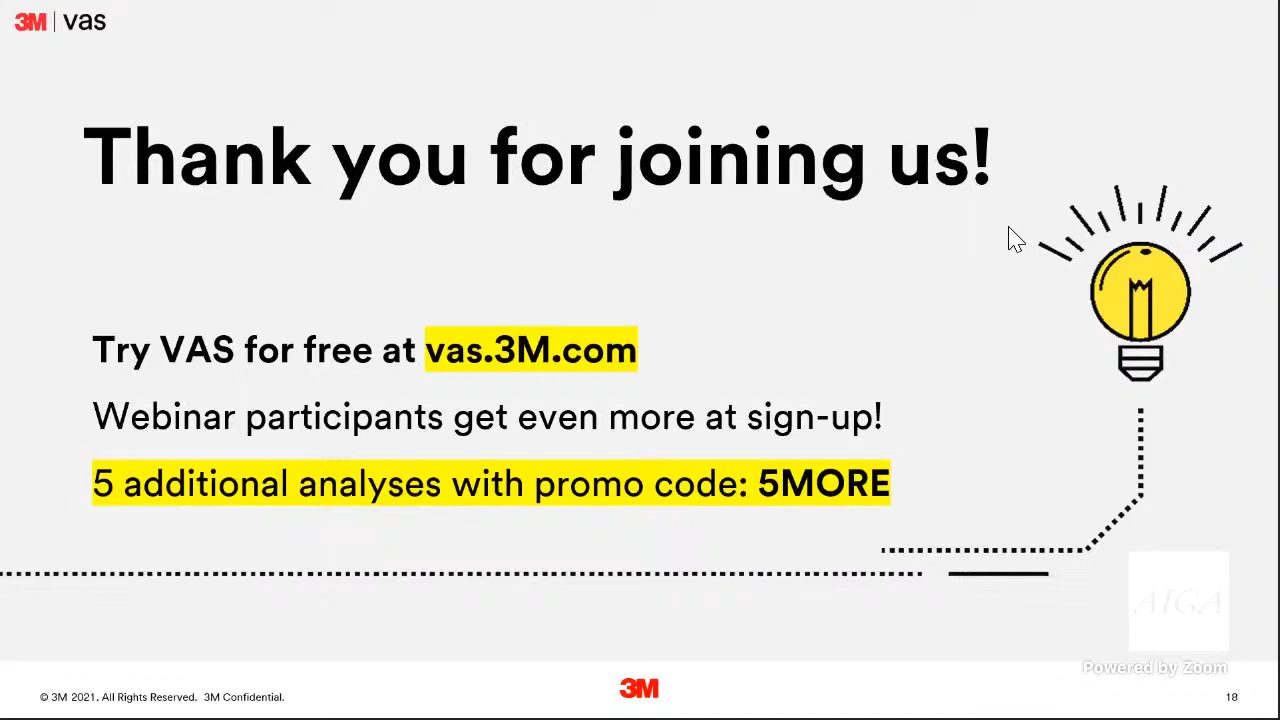 3M | vas
Thank you for joining us!
Try VAS for free at vas.3M.com
Webinar participants get even more at sign-up!
5 additional analyses with promo code: 5MORE
AIGA
Powered by Zoom
© 3M 2021. All Rights Reserved. 3M Confidential.
3M
18